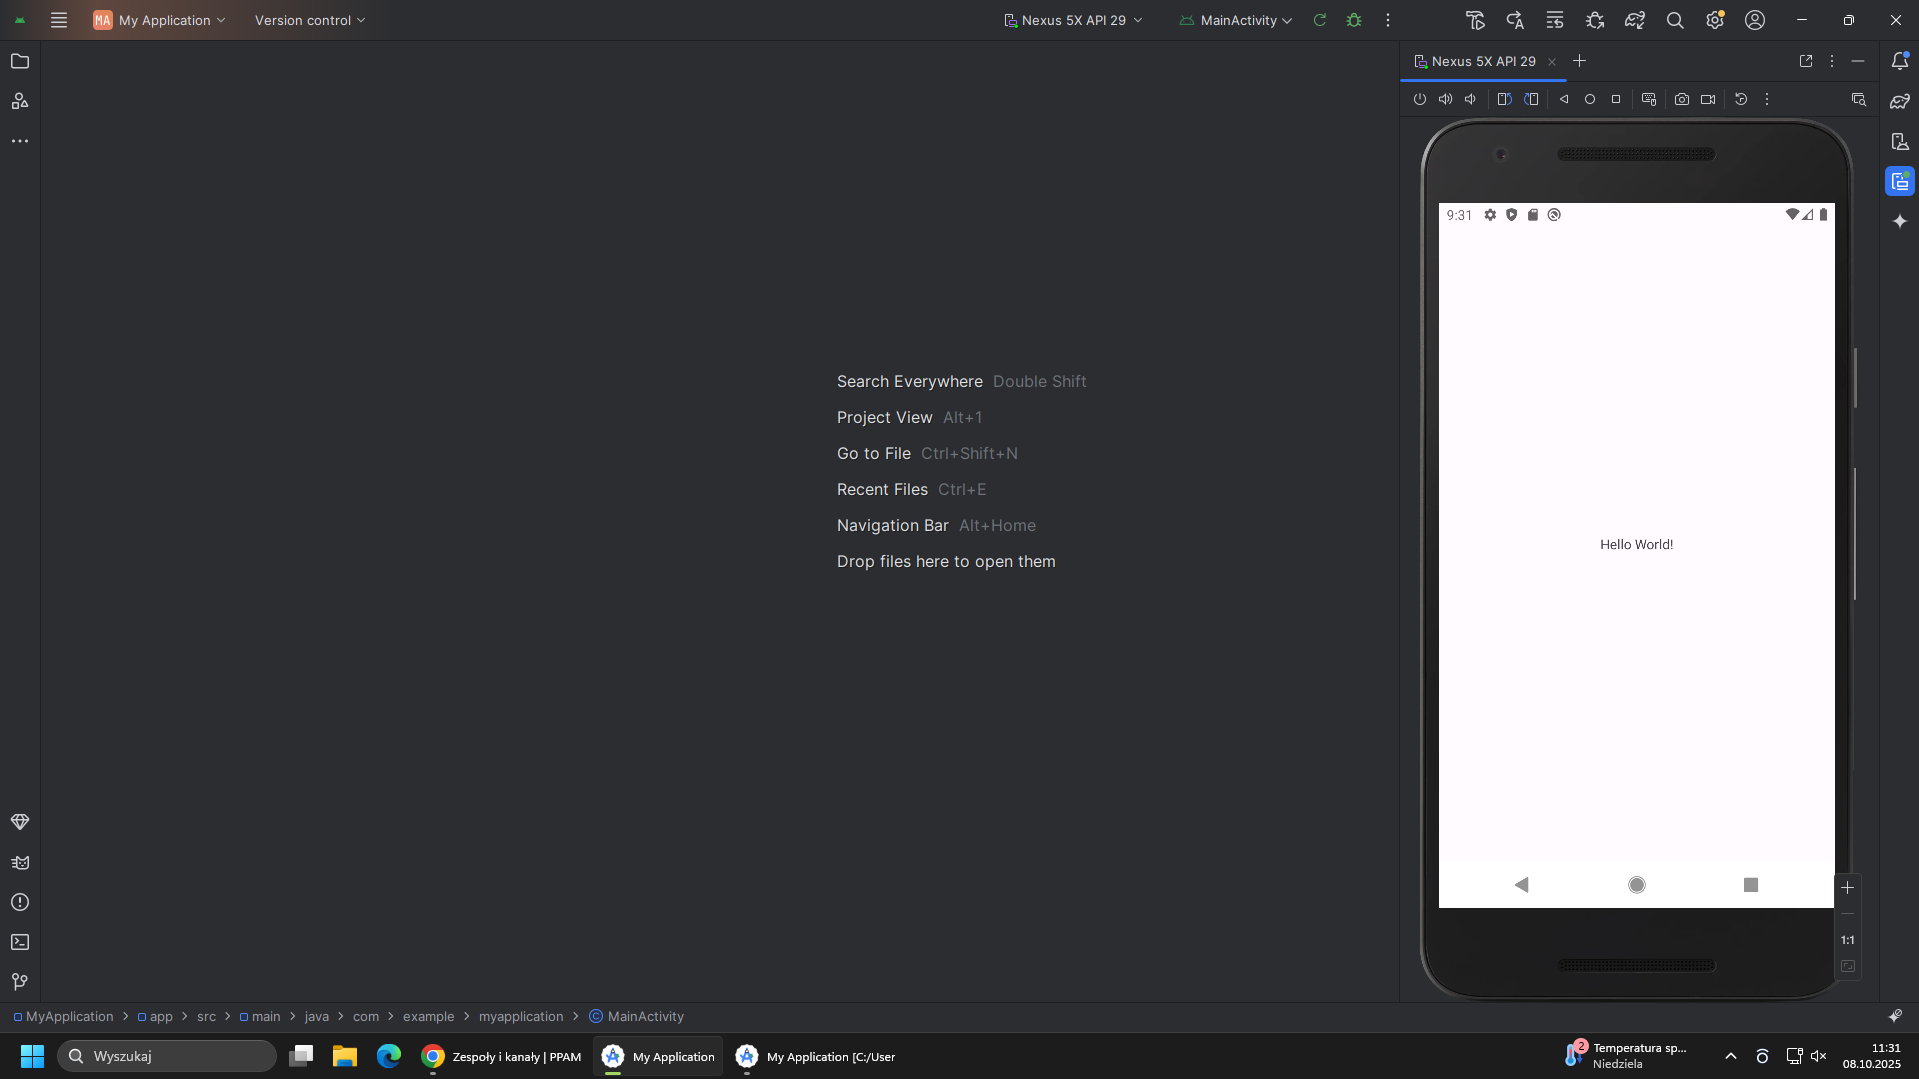 MA My Application
Version control
Nexus 5X API 29
MainActivity
Nexus 5X API 29
9:31
Hello World!
Search Everywhere Double Shift
Project View Alt+1
Go to File Ctrl+Shift+N
Recent Files Ctrl+E
Navigation Bar Alt+Home
Drop files here to open them
1:1
MyApplication > app > src > main > java > com > example > myapplication > MainActivity
Wyszukaj
Zespoły i kanały | PPAM
My Application
My Application [C:/User
2
Temperatura sp...
Niedziela
11:31
08.10.2025